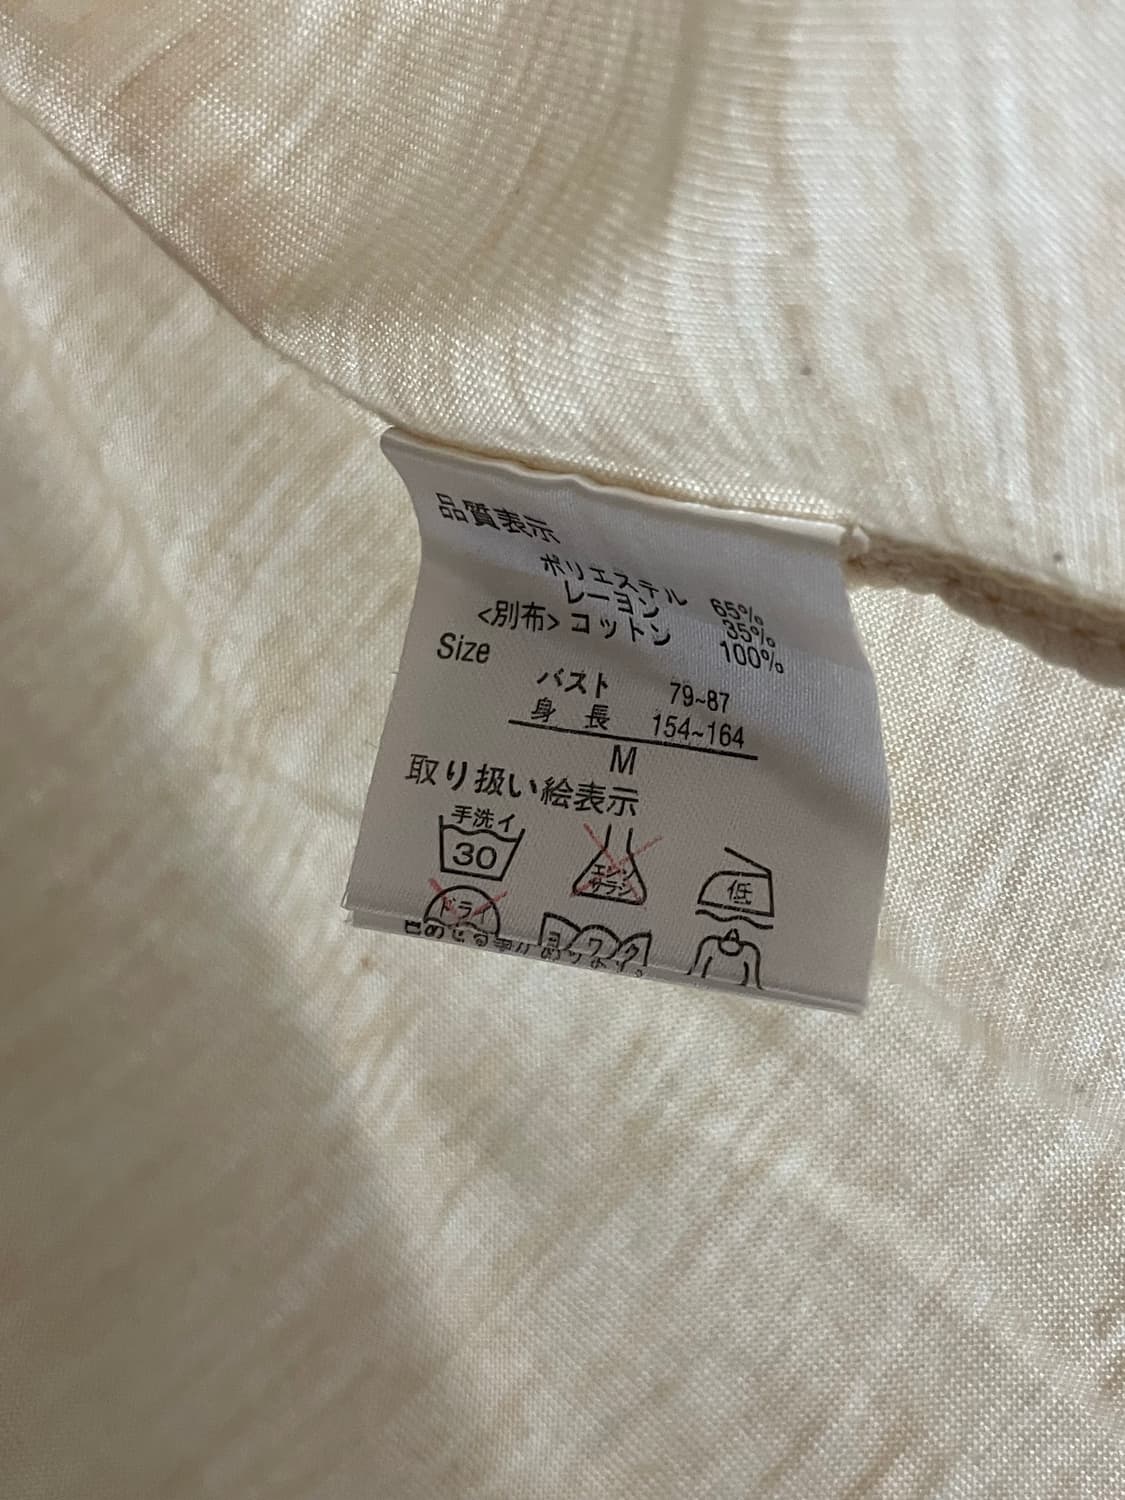 品質表示
ポリエステル 65%
レーヨン 35%
<別布> コットン 100%
Size
バスト 79~87
身長 154~164
M
取り扱い絵表示
手洗イ
30
エンソ
サラシ
低
ドライ
ヨワク